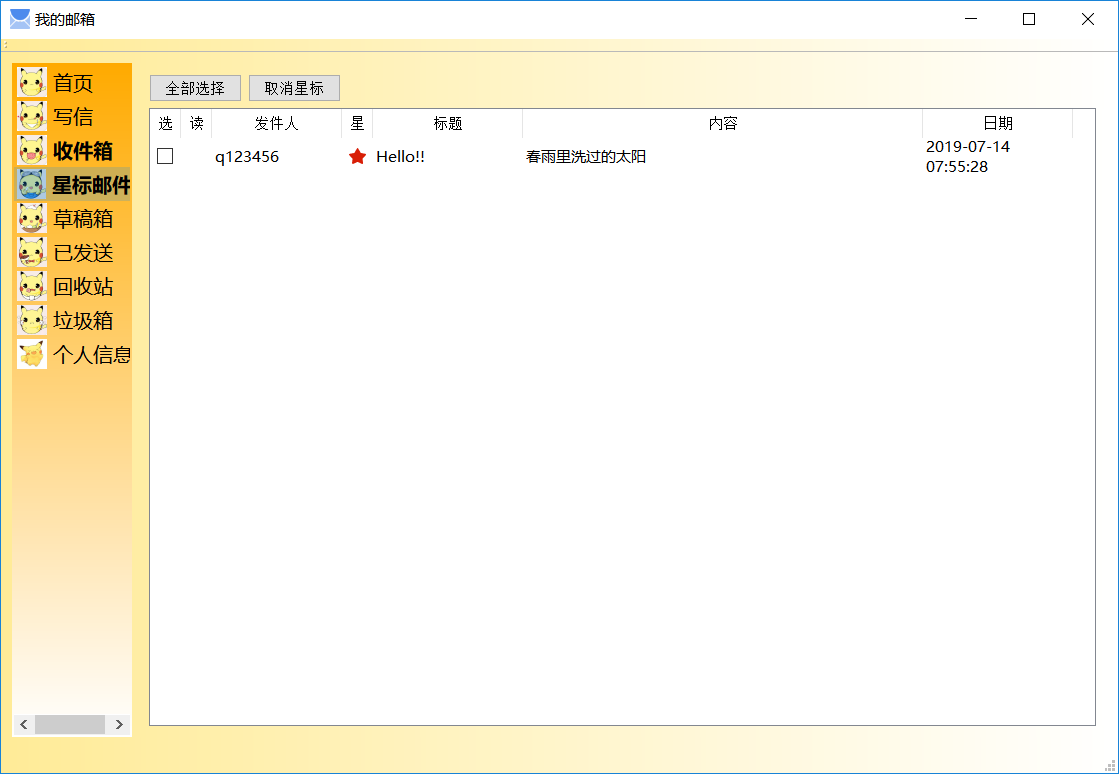 我的邮箱
首页
写信
收件箱
星标邮件
草稿箱
已发送
回收站
垃圾箱
个人信息
全部选择 取消星标
选 读 发件人 星 标题 内容 日期
q123456 Hello!! 春雨里洗过的太阳 2019-07-14
07:55:28